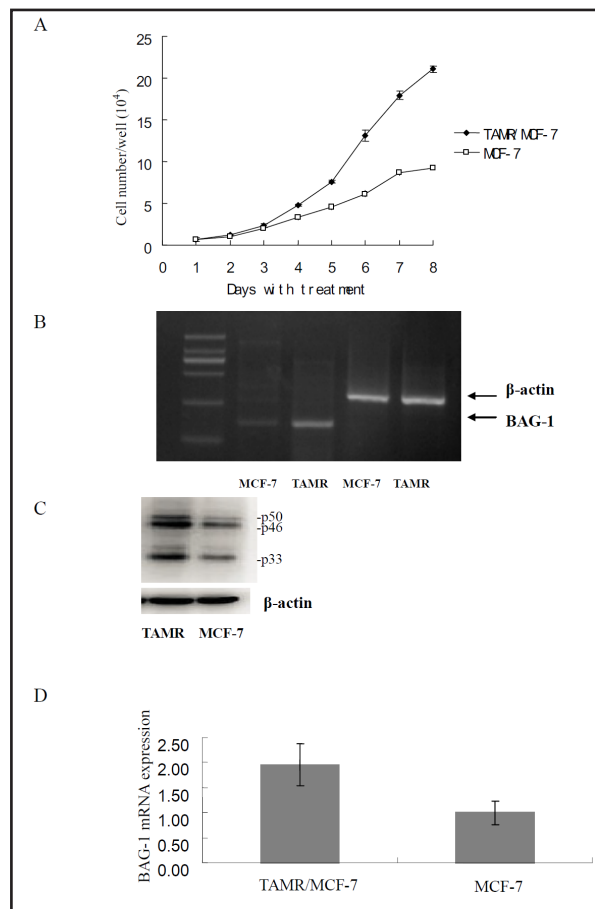 A
Cell number/well (10⁴)
25
20
15
10
5
0
0 1 2 3 4 5 6 7 8
Days with treatment
TAMR/ MCF-7
MCF-7
B
β-actin
BAG-1
MCF-7 TAMR MCF-7 TAMR
C
-p50
-p46
-p33
β-actin
TAMR MCF-7
D
BAG-1 mRNA expression
2.50
2.00
1.50
1.00
0.50
0.00
TAMR/MCF-7 MCF-7